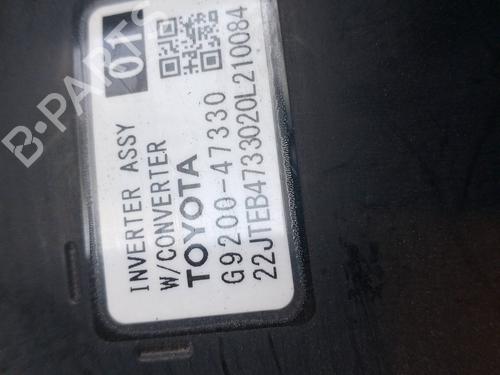 01
INVERTER ASSY
W/CONVERTER
TOYOTA
G9200-47330
22JTEB4733020L210084
B-PARTS